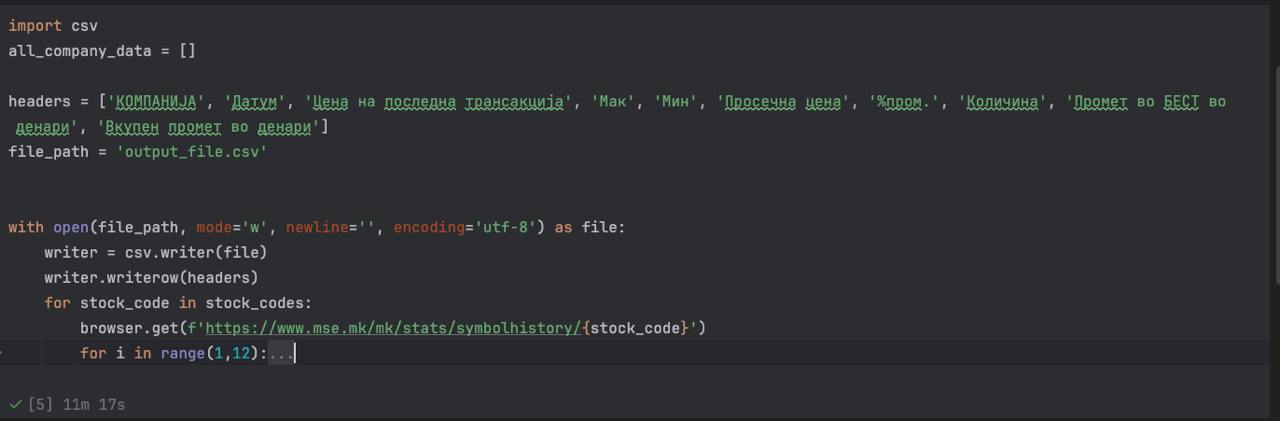 import csv
all_company_data = []
headers = ['КОМПАНИЈА', 'Датум', 'Цена на последна трансакција', 'Мак', 'Мин', 'Просечна цена', '%пром.', 'Количина', 'Промет во БЕСТ во
денари', 'Вкупен промет во денари']
file_path = 'output_file.csv'
with open(file_path, mode='w', newline='', encoding='utf-8') as file:
    writer = csv.writer(file)
    writer.writerow(headers)
    for stock_code in stock_codes:
        browser.get(f'https://www.mse.mk/mk/stats/symbolhistory/{stock_code}')
        for i in range(1,12):...
[5] 11m 17s